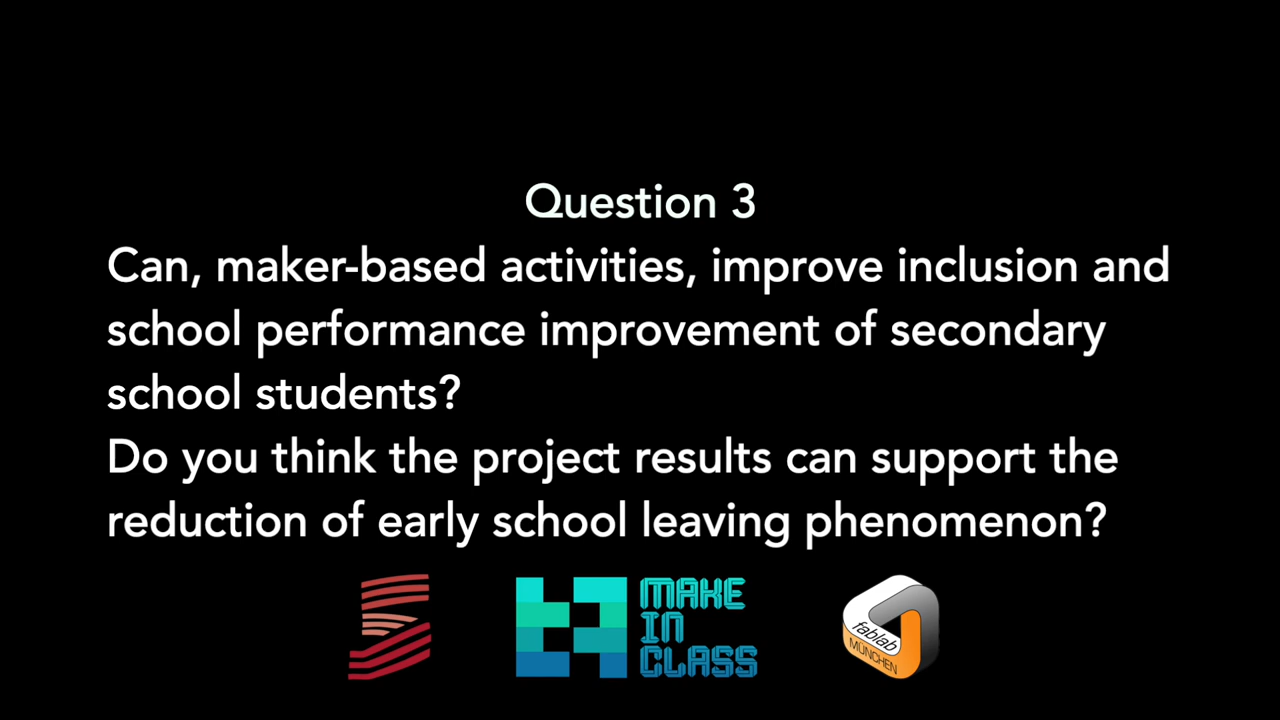 Question 3
Can, maker-based activities, improve inclusion and
school performance improvement of secondary
school students?
Do you think the project results can support the
reduction of early school leaving phenomenon?
MAKE
IN
CLASS
fablab
MÜNCHEN